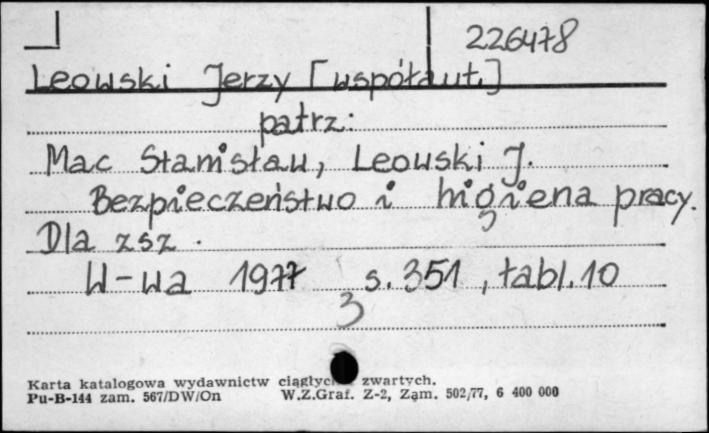 226478
Leowski Jerzy [współaut.]
patrz:
Mac Stanisław, Leowski J.
Bezpieczeństwo i higiena pracy.
Dla zsz.
W-wa 1977 s. 351, tabl. 10
3
Karta katalogowa wydawnictw ciągłych zwartych.
Pu-B-144 zam. 567/DW/On W.Z.Graf. Z-2, Zam. 502/77, 6 400 000